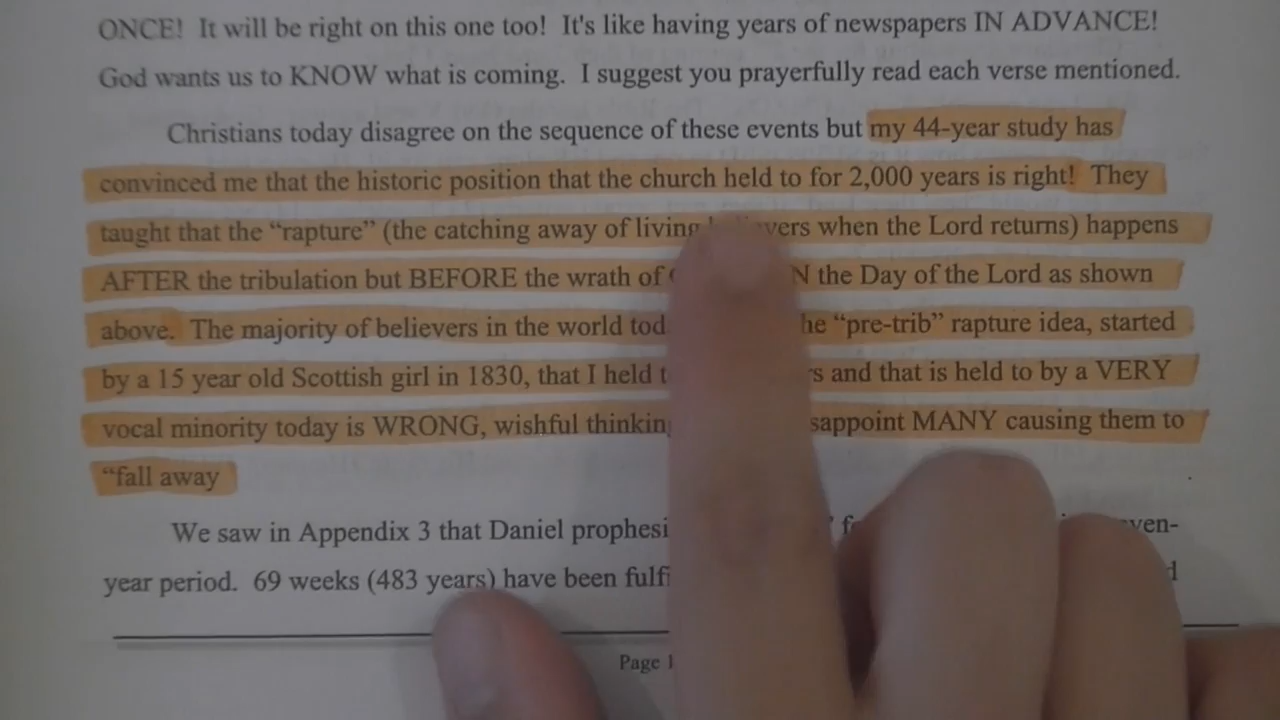 ONCE! It will be right on this one too! It's like having years of newspapers IN ADVANCE!
God wants us to KNOW what is coming. I suggest you prayerfully read each verse mentioned.
Christians today disagree on the sequence of these events but my 44-year study has
convinced me that the historic position that the church held to for 2,000 years is right! They
taught that the “rapture” (the catching away of living believers when the Lord returns) happens
AFTER the tribulation but BEFORE the wrath of the Day of the Lord as shown
above. The majority of believers in the world “pre-trib” rapture idea, started
by a 15 year old Scottish girl in 1830, that I held and that is held to by a VERY
vocal minority today is WRONG, wishful MANY causing them to
“fall away
We saw in Appendix 3 that Daniel
year period. 69 weeks (483 years) have been
Page